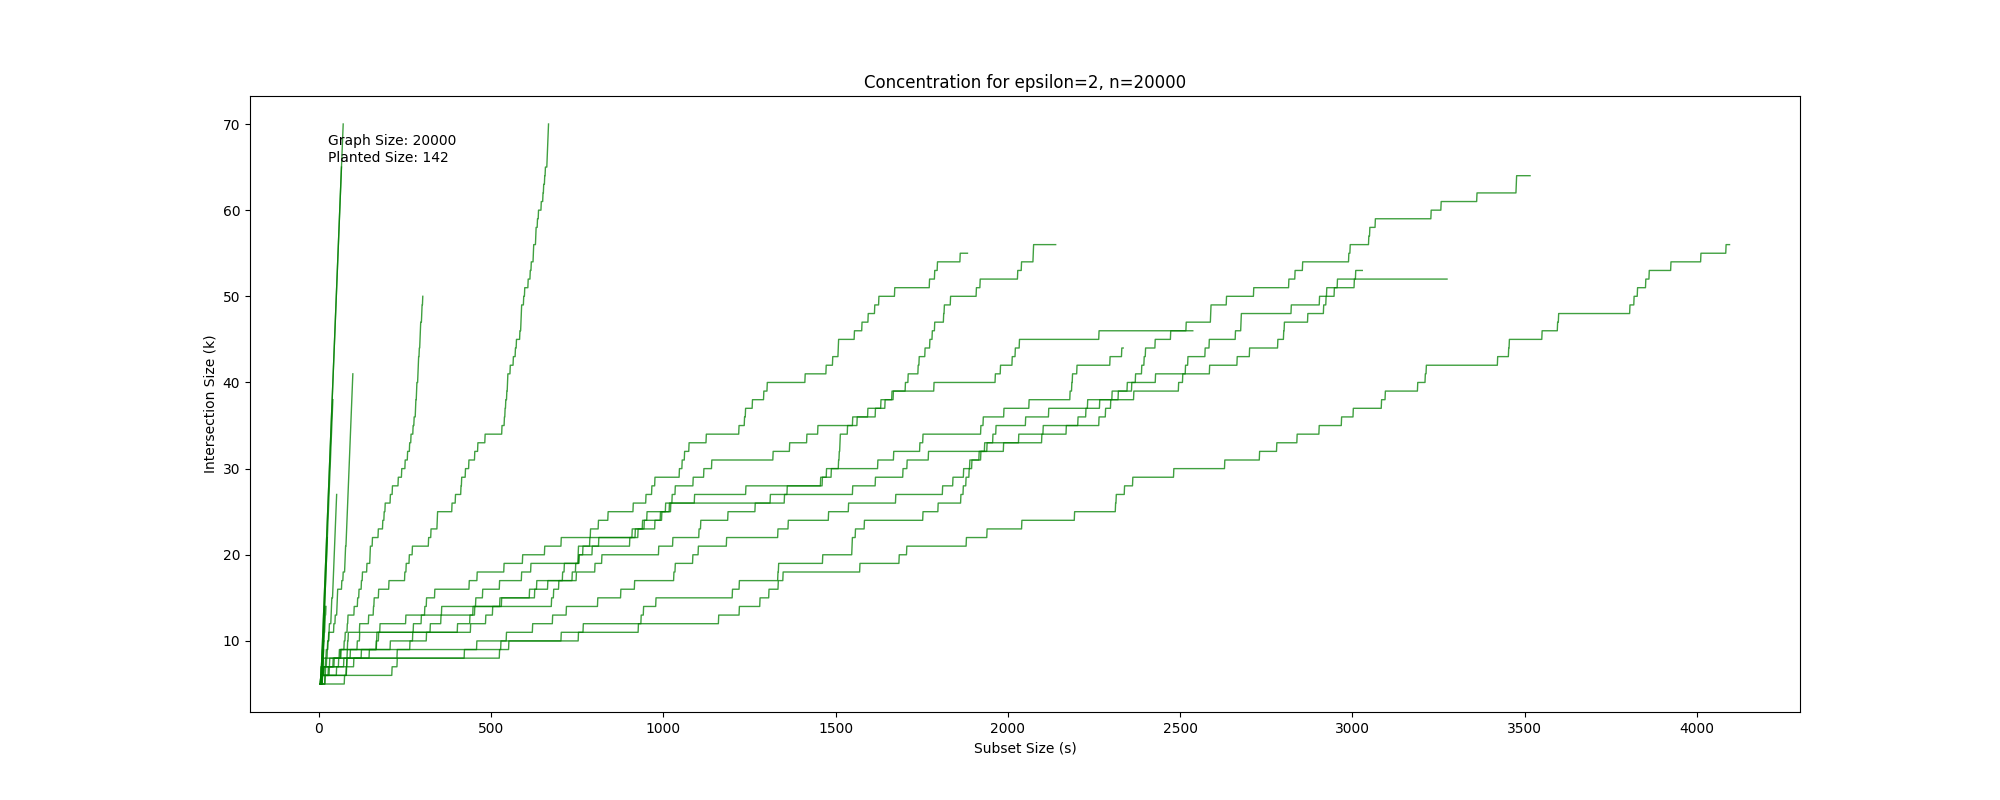 Concentration for epsilon=2, n=20000
70
Graph Size: 20000
Planted Size: 142
60
50
40
30
20
10
Intersection Size (k)
0 500 1000 1500 2000 2500 3000 3500 4000
Subset Size (s)